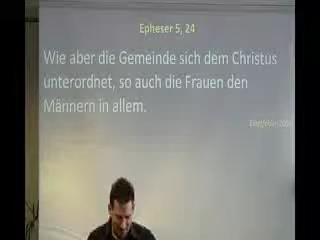 Epheser 5, 24
Wie aber die Gemeinde sich dem Christus
unterordnet, so auch die Frauen den
Männern in allem.